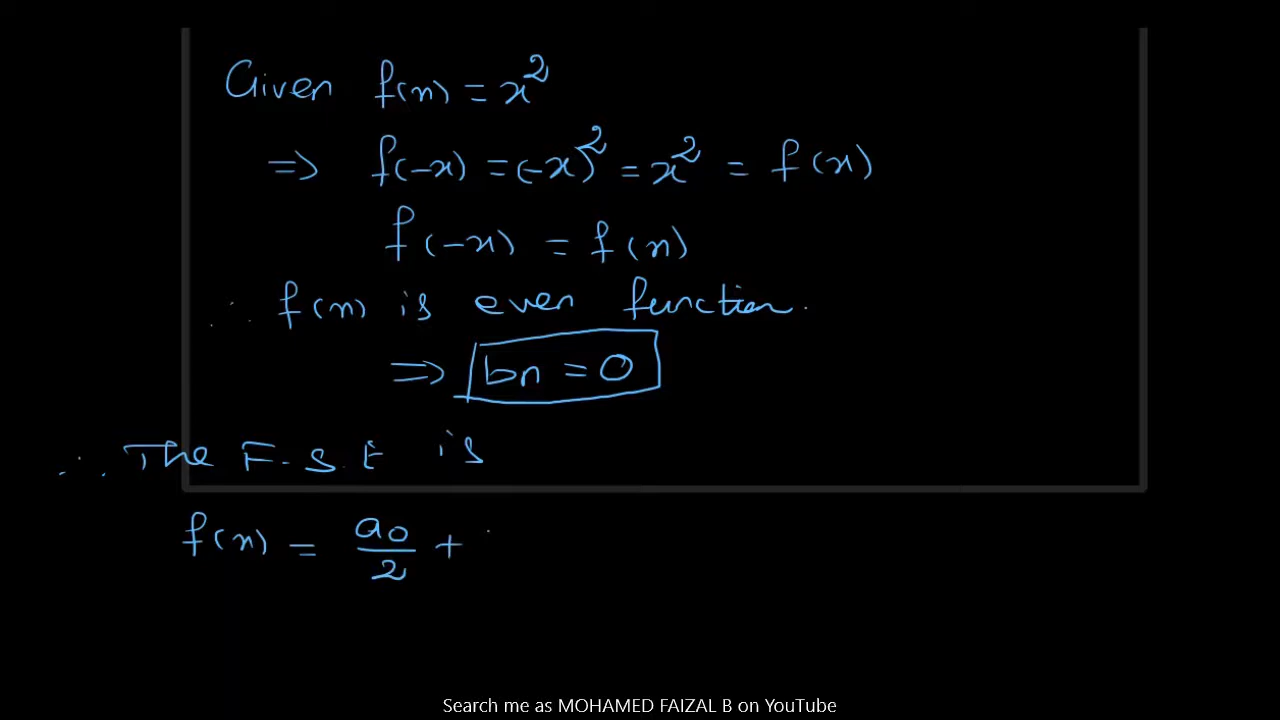 Given f(x) = x²
=> f(-x) = (-x)² = x² = f(x)
f(-x) = f(x)
∴ f(x) is even function.
=> bn = 0
∴ The F.S.E is
f(x) = a0/2 +
Search me as MOHAMED FAIZAL B on YouTube